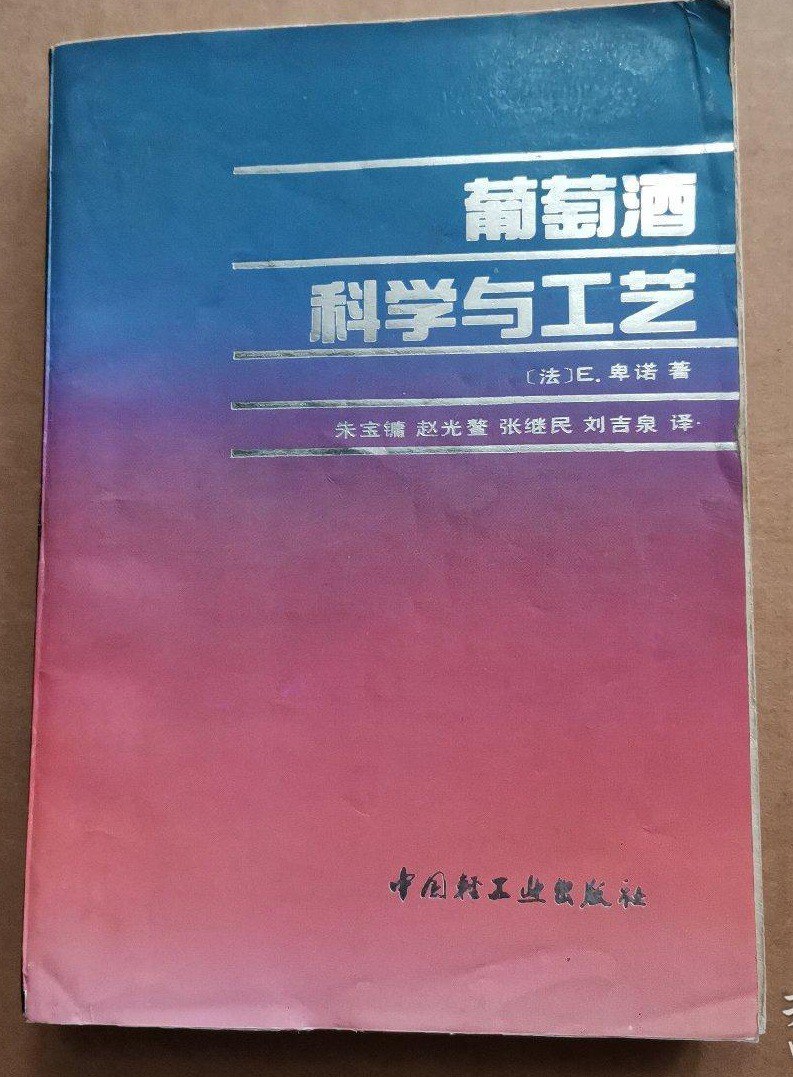 葡萄酒
科学与工艺
〔法〕E. 卑诺 著
朱宝镛 赵光鳌 张继民 刘吉泉 译
中国轻工业出版社